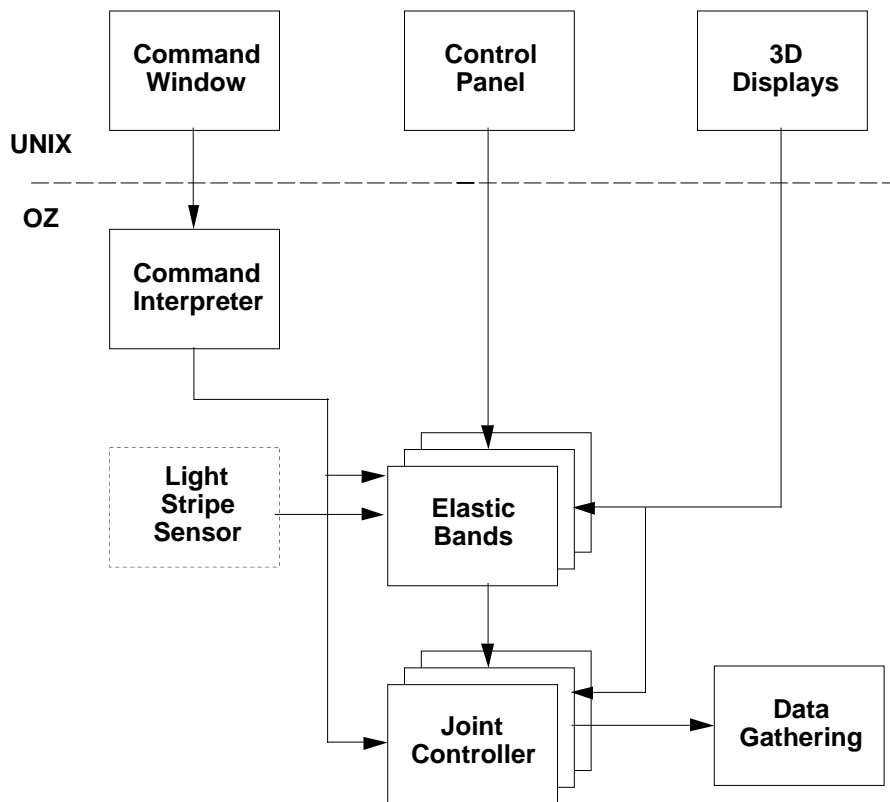 Command
Window
Control
Panel
3D
Displays
UNIX
OZ
Command
Interpreter
Light
Stripe
Sensor
Elastic
Bands
Joint
Controller
Data
Gathering